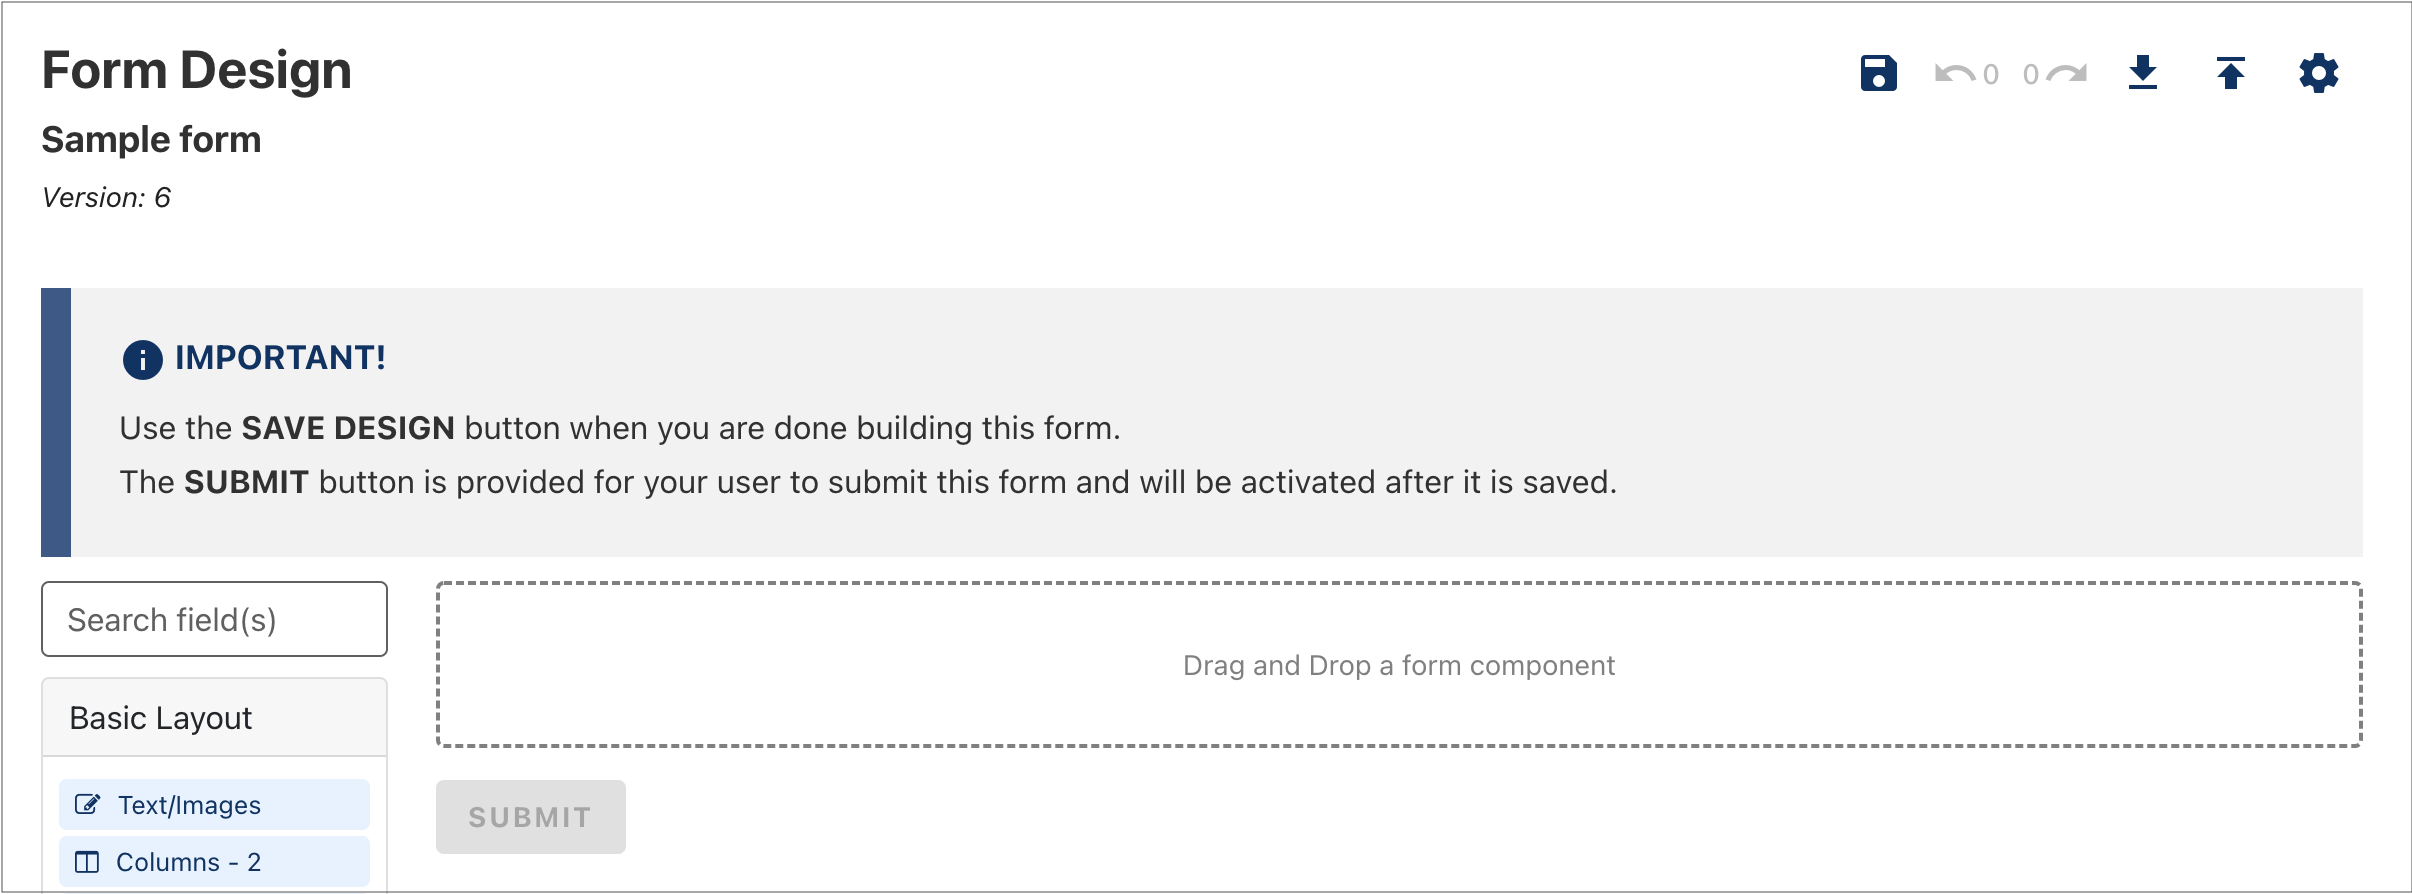 Form Design
0 0
Sample form
Version: 6
IMPORTANT!
Use the SAVE DESIGN button when you are done building this form.
The SUBMIT button is provided for your user to submit this form and will be activated after it is saved.
Search field(s)
Drag and Drop a form component
Basic Layout
Text/Images
SUBMIT
Columns - 2